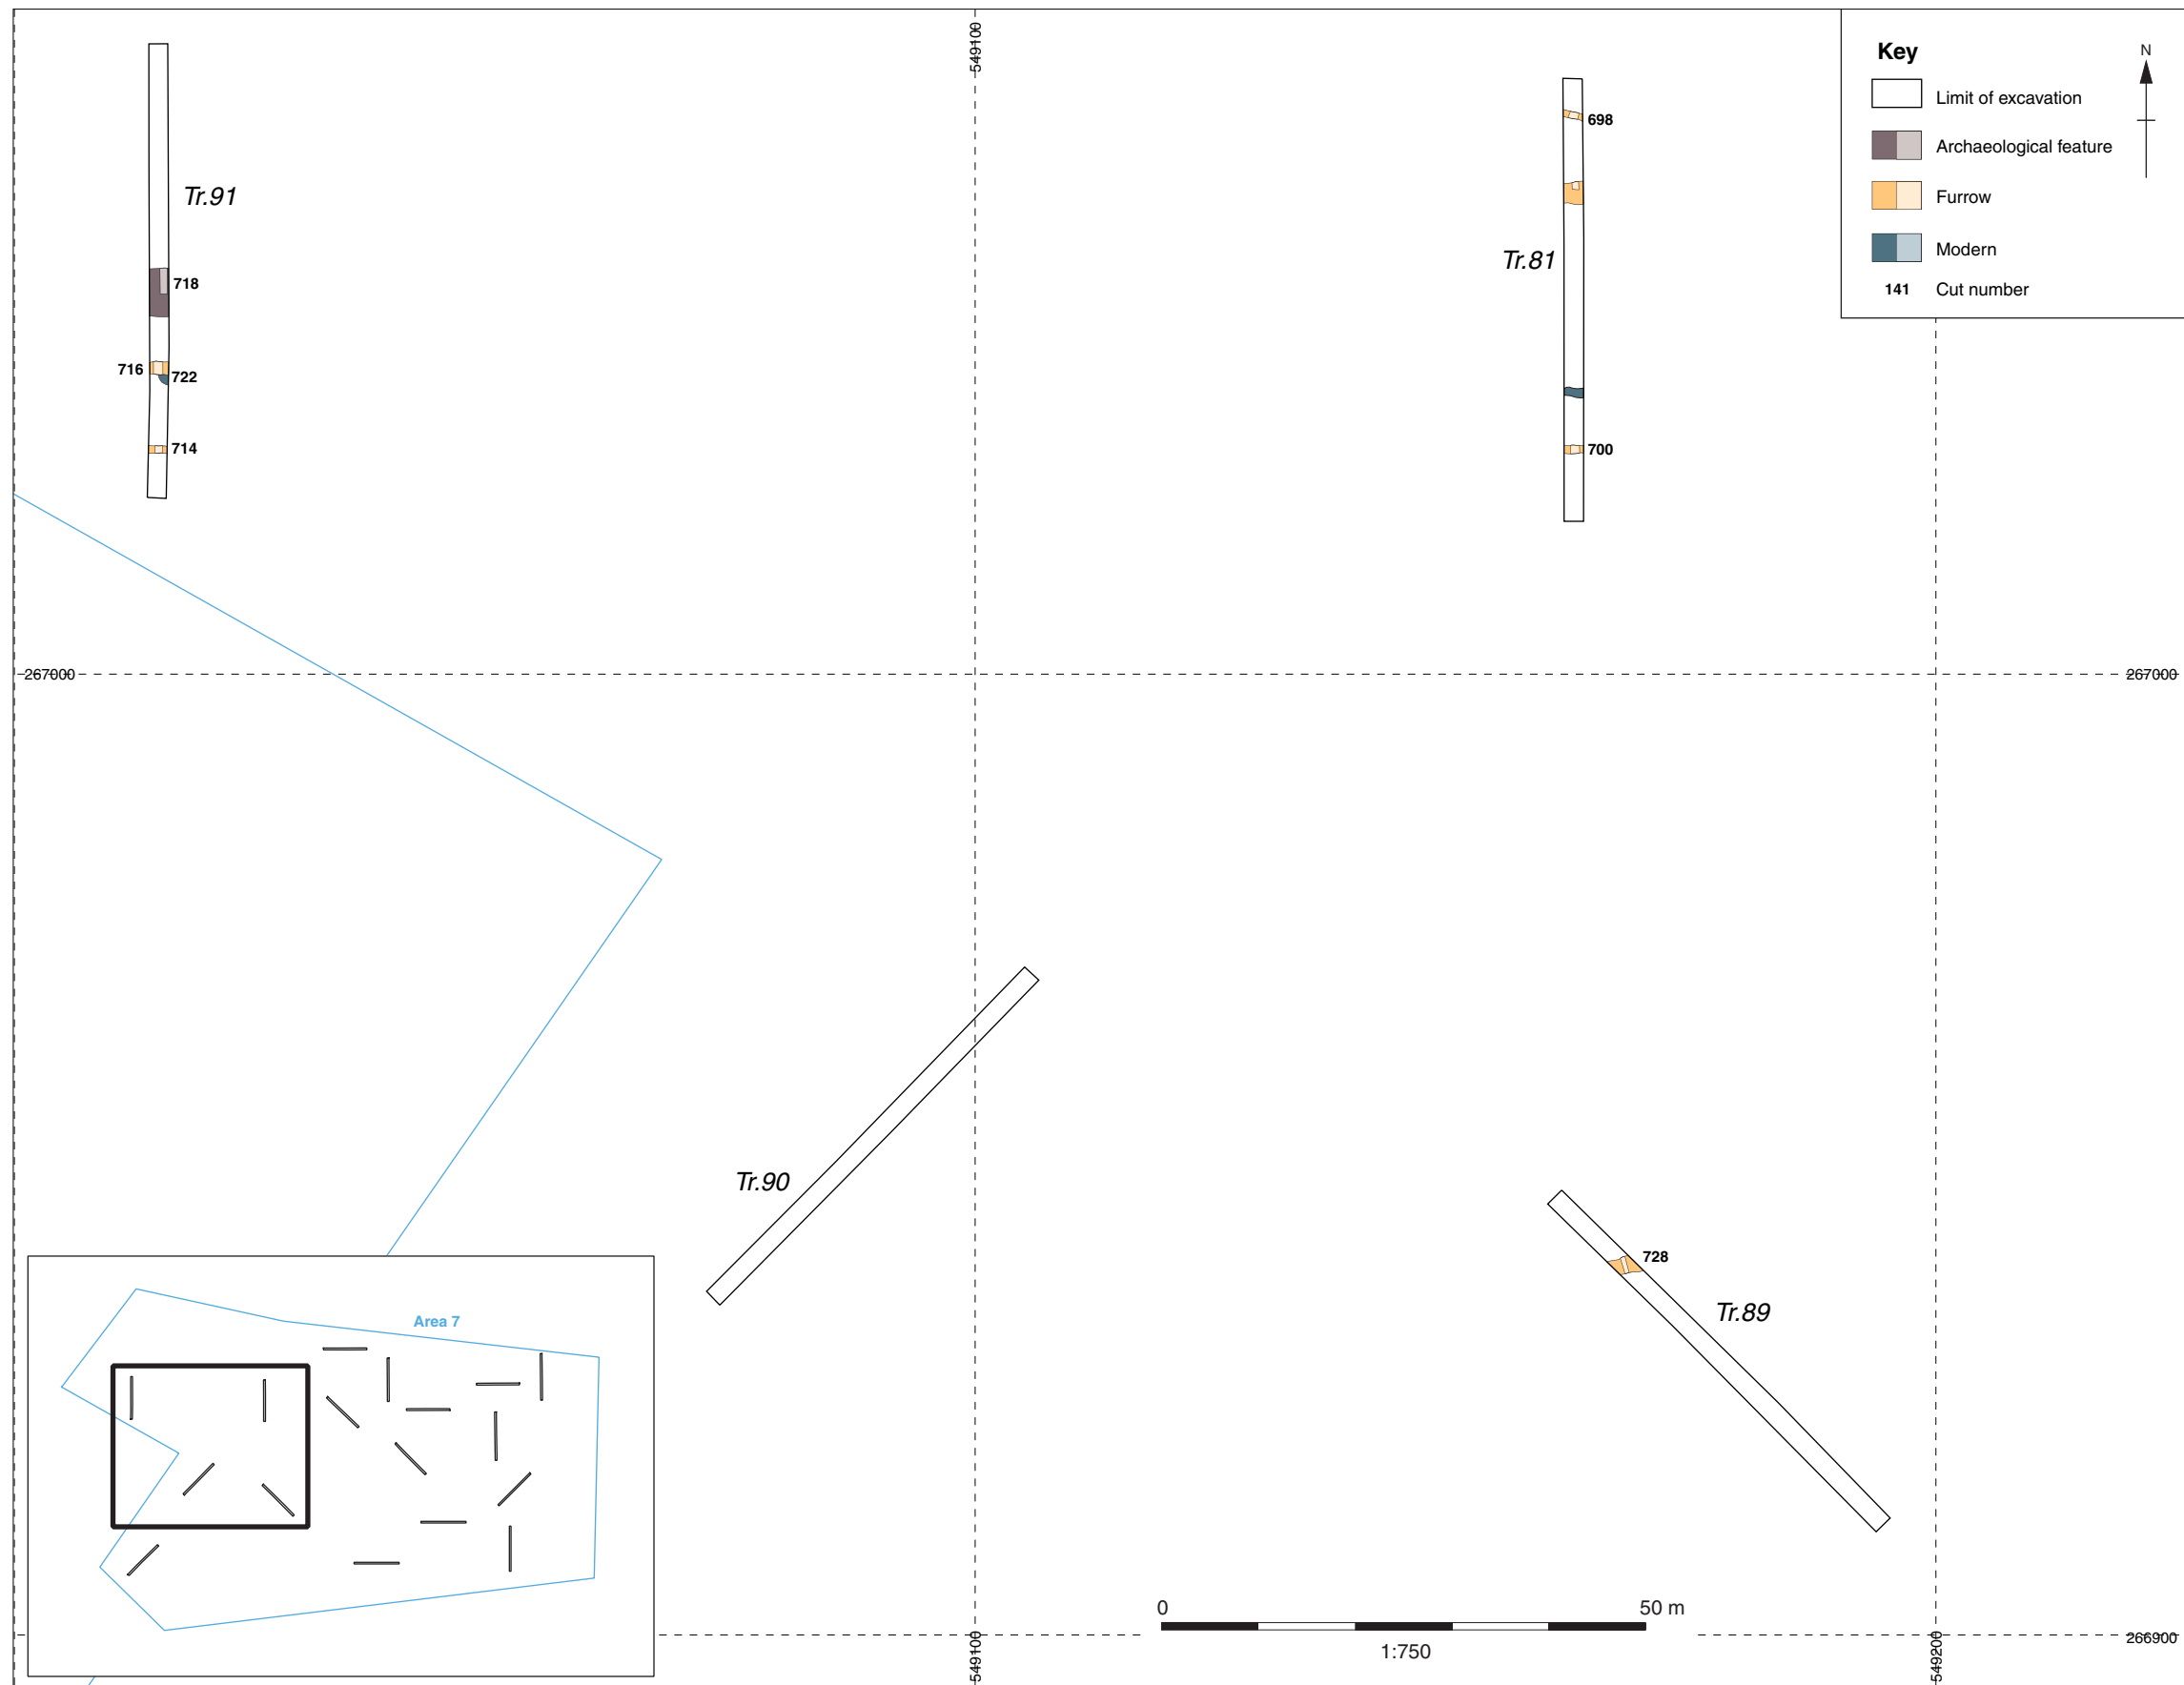 549100
Key
N
Limit of excavation
Archaeological feature
Furrow
Modern
141 Cut number
698
Tr.91
Tr.81
718
716
722
714
700
267000
267000
Tr.90
728
Tr.89
Area 7
0
50 m
1:750
549100
549200
266900